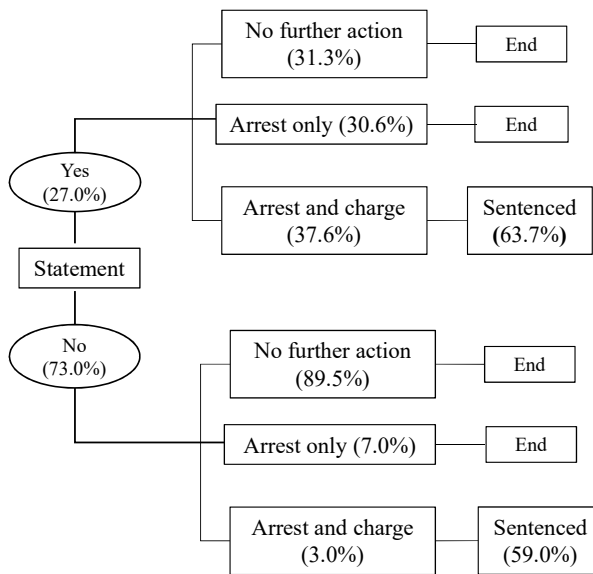 No further action
(31.3%)
End
Arrest only (30.6%)
End
Yes
(27.0%)
Arrest and charge
(37.6%)
Sentenced
(63.7%)
Statement
No
(73.0%)
No further action
(89.5%)
End
Arrest only (7.0%)
End
Arrest and charge
(3.0%)
Sentenced
(59.0%)